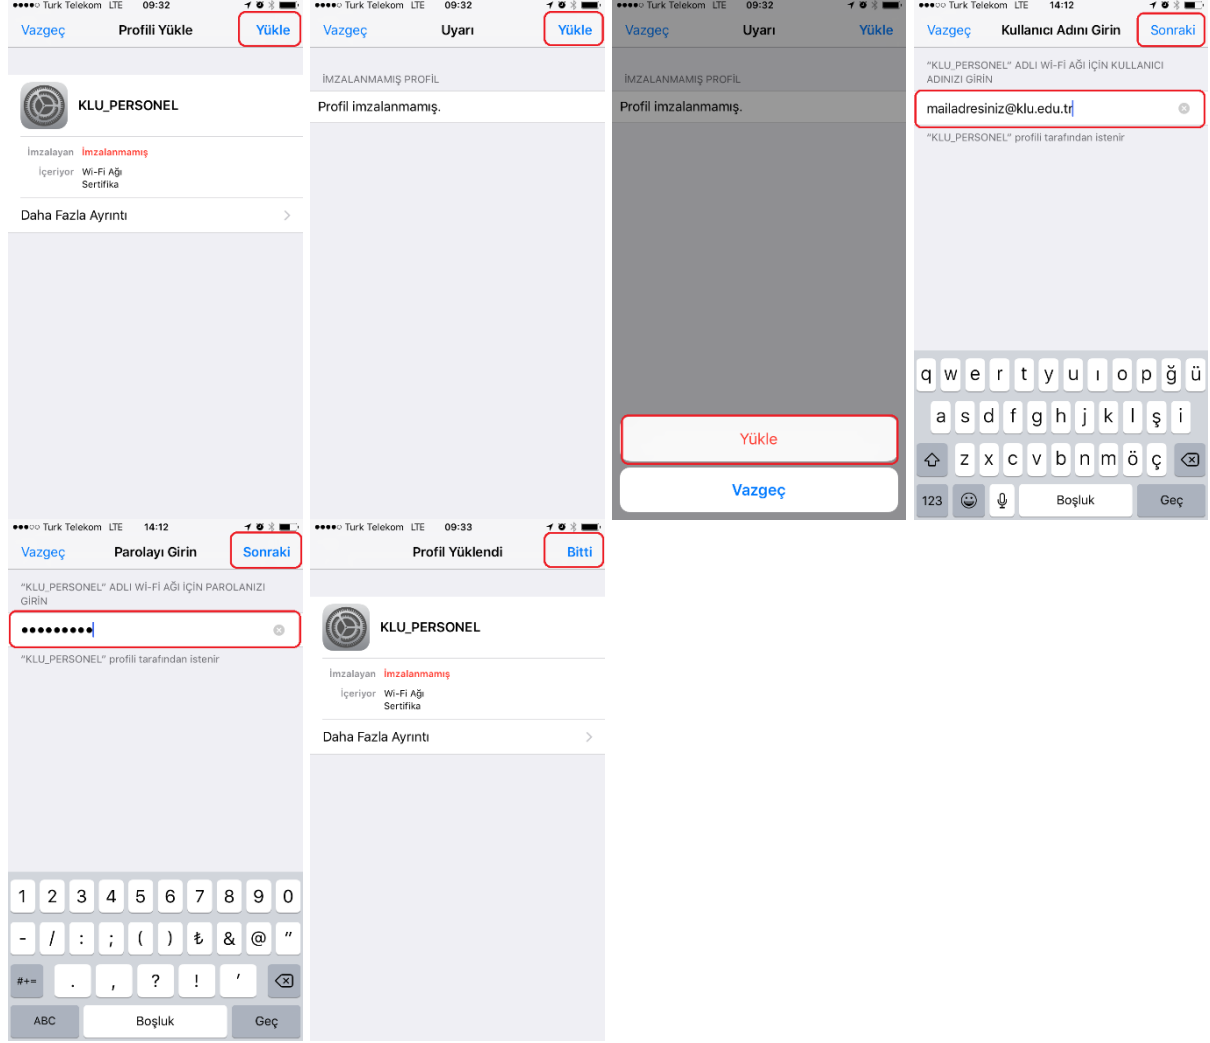 Turk Telekom LTE 09:32
Vazgeç Profili Yükle Yükle
KLU_PERSONEL
İmzalayan İmzalanmamış
İçeriyor Wi-Fi Ağı
Sertifika
Daha Fazla Ayrıntı
Turk Telekom LTE 09:32
Vazgeç Uyarı Yükle
İMZALANMAMIŞ PROFİL
Profil imzalanmamış.
Turk Telekom LTE 09:32
Vazgeç Uyarı Yükle
İMZALANMAMIŞ PROFİL
Profil imzalanmamış.
Yükle
Vazgeç
Turk Telekom LTE 14:12
Vazgeç Kullanıcı Adını Girin Sonraki
“KLU_PERSONEL” ADLI Wİ-Fİ AĞI İÇİN KULLANICI
ADINIZI GİRİN
mailadresiniz@klu.edu.tr
“KLU_PERSONEL” profili tarafından istenir
q w e r t y u ı o p ğ ü
a s d f g h j k l ş i
z x c v b n m ö ç
123 Boşluk Geç
Turk Telekom LTE 14:12
Vazgeç Parolayı Girin Sonraki
“KLU_PERSONEL” ADLI Wİ-Fİ AĞI İÇİN PAROLANIZI
GİRİN
•••••••••
“KLU_PERSONEL” profili tarafından istenir
1 2 3 4 5 6 7 8 9 0
- / : ; ( ) ₺ & @ "
#+= . , ? ! '
ABC Boşluk Geç
Turk Telekom LTE 09:33
Profil Yüklendi Bitti
KLU_PERSONEL
İmzalayan İmzalanmamış
İçeriyor Wi-Fi Ağı
Sertifika
Daha Fazla Ayrıntı